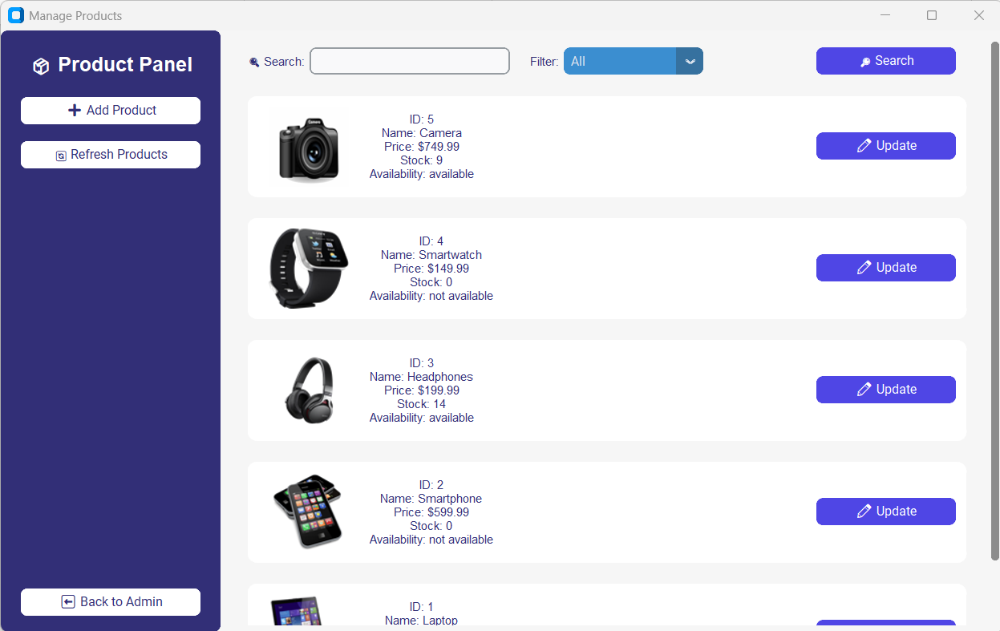 Manage Products
Product Panel
Add Product
Refresh Products
Back to Admin
Search:
Filter: All
Search
ID: 5
Name: Camera
Price: $749.99
Stock: 9
Availability: available
Update
ID: 4
Name: Smartwatch
Price: $149.99
Stock: 0
Availability: not available
Update
ID: 3
Name: Headphones
Price: $199.99
Stock: 14
Availability: available
Update
ID: 2
Name: Smartphone
Price: $599.99
Stock: 0
Availability: not available
Update
ID: 1
Name: Laptop